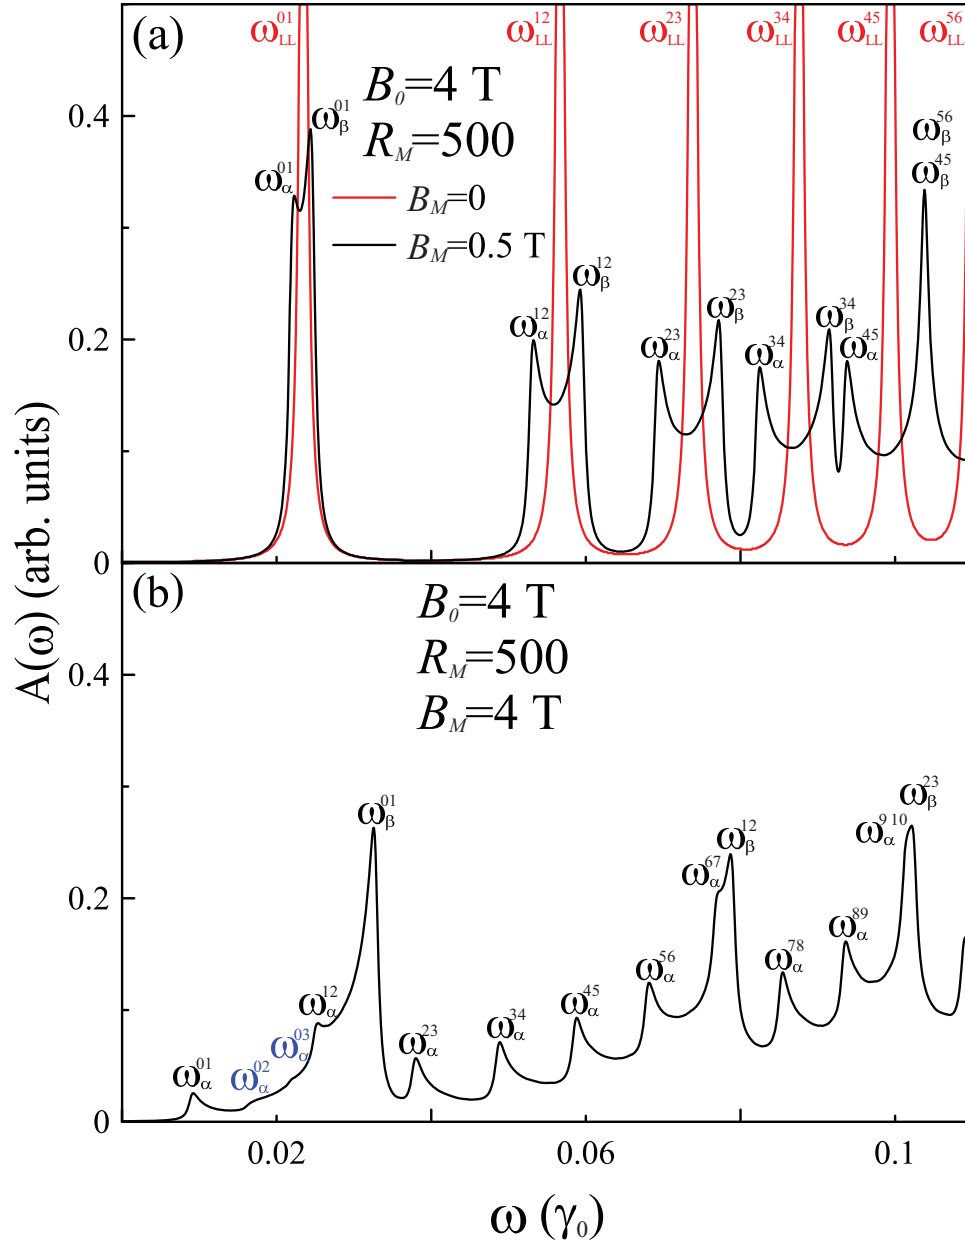 (a)
ω_LL^01 ω_LL^12 ω_LL^23 ω_LL^34 ω_LL^45 ω_LL^56
B_0=4 T
R_M=500
B_M=0
B_M=0.5 T
ω_α^01 ω_β^01
ω_α^12 ω_β^12
ω_α^23 ω_β^23
ω_α^34 ω_β^34
ω_α^45
ω_β^56
ω_β^45
0.4
0.2
0
A(ω) (arb. units)
(b)
B_0=4 T
R_M=500
B_M=4 T
ω_α^01
ω_α^02
ω_α^03
ω_α^12
ω_β^01
ω_α^23
ω_α^34
ω_α^45
ω_α^56
ω_α^67
ω_β^12
ω_α^78
ω_α^89
ω_α^9 10
ω_β^23
0.4
0.2
0
0.02 0.06 0.1
ω (γ_0)